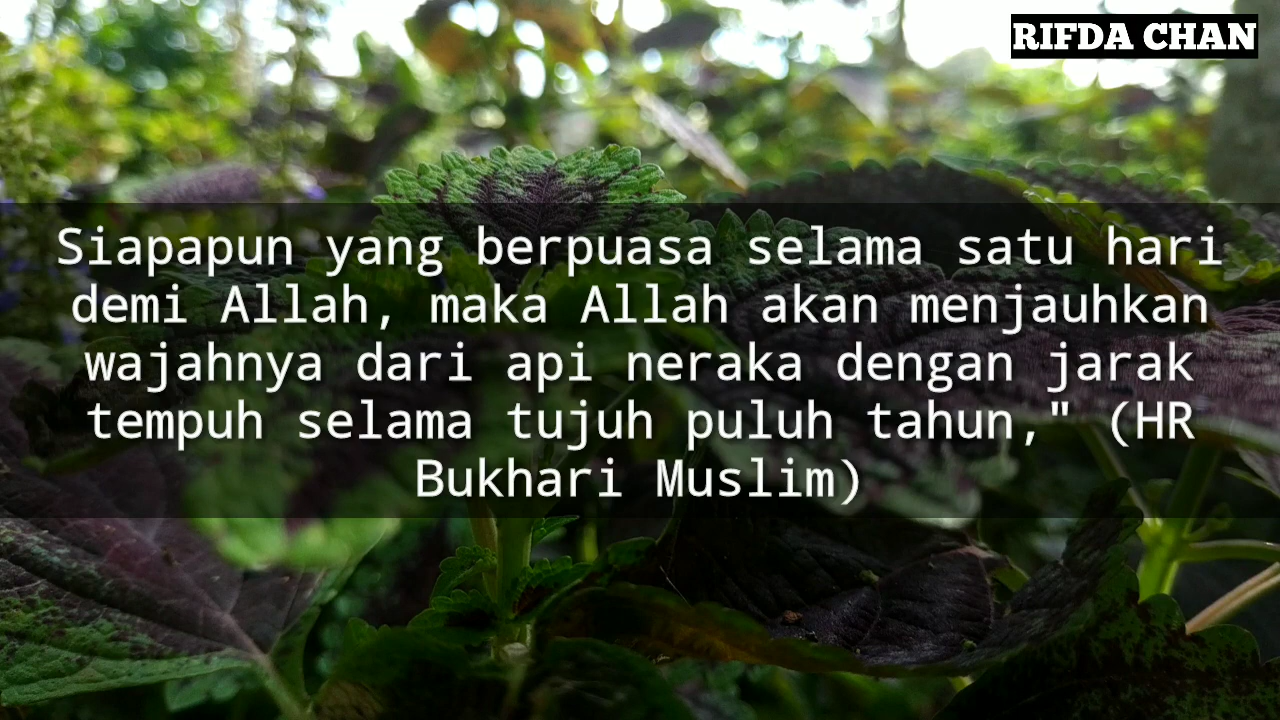 RIFDA CHAN
Siapapun yang berpuasa selama satu hari
demi Allah, maka Allah akan menjauhkan
wajahnya dari api neraka dengan jarak
tempuh selama tujuh puluh tahun," (HR
Bukhari Muslim)